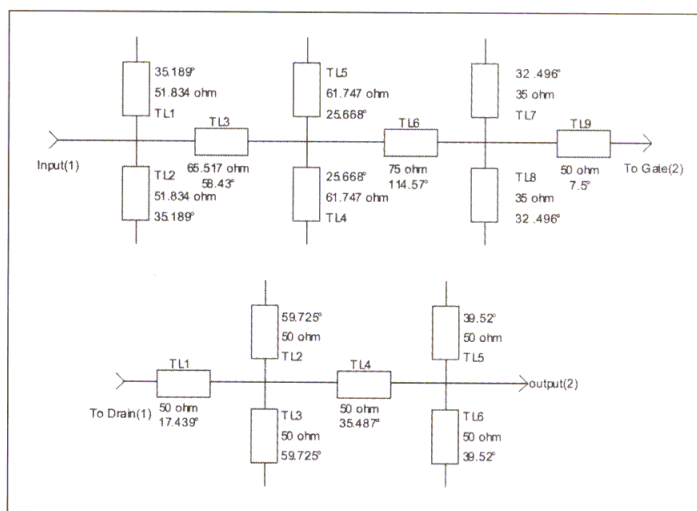 35.189°
51.834 ohm
TL1
TL5
61.747 ohm
25.668°
32.496°
35 ohm
TL7
TL3
TL6
TL9
Input(1)
65.517 ohm
58.43°
75 ohm
114.57°
50 ohm
7.5°
To Gate(2)
TL2
51.834 ohm
35.189°
25.668°
61.747 ohm
TL4
TL8
35 ohm
32.496°
59.725°
50 ohm
TL2
39.52°
50 ohm
TL5
TL1
TL4
output(2)
To Drain(1)
50 ohm
17.439°
50 ohm
35.487°
TL3
50 ohm
59.725°
TL6
50 ohm
39.52°